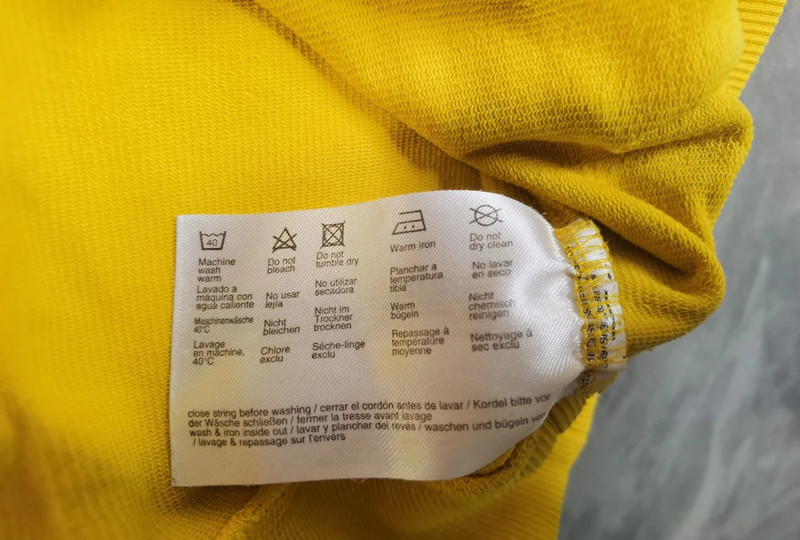 40
Machine
wash
warm
Lavado a
máquina con
agua caliente
Maschinenwäsche
40°C
Lavage
en machine,
40°C
Do not
bleach
No usar
lejia
Nicht
bleichen
Chlore
exclu
Do not
tumble dry
No utilizar
secadora
Nicht im
Trockner
trocknen
Séche-linge
exclu
Warm iron
Planchar a
temperatura
tibia
Warm
bügeln
Repassage à
température
moyenne
Do not
dry clean
No lavar
en seco
Nicht
chemisch
reinigen
Nettoyage à
sec exclu
close string before washing / cerrar el cordón antes de lavar / Kordel bitte vor
der Wäsche schließen / fermer la tresse avant lavage
wash & iron inside out / lavar y planchar del revés / waschen und bügeln von
/ lavage & repassage sur l'envers